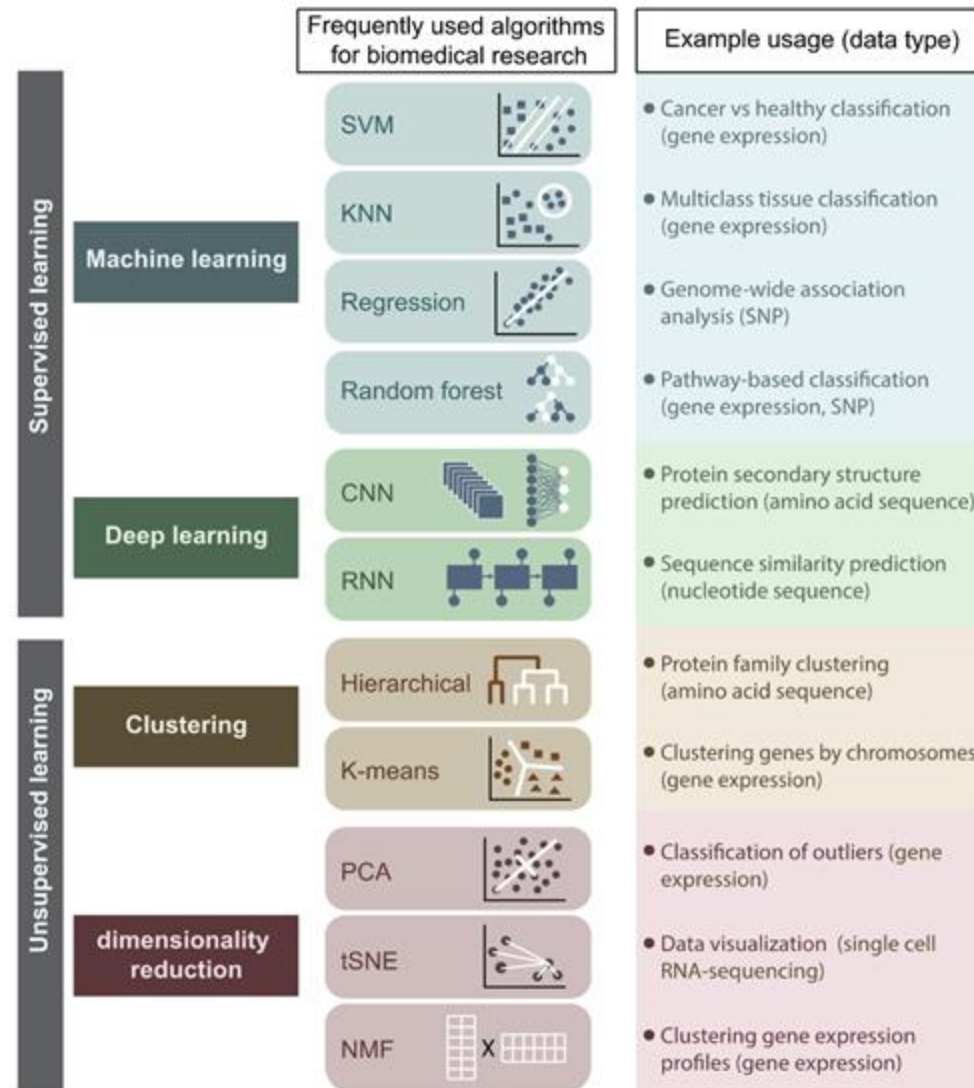 Frequently used algorithms
for biomedical research
Example usage (data type)
Supervised learning
Machine learning
SVM
• Cancer vs healthy classification
(gene expression)
KNN
• Multiclass tissue classification
(gene expression)
Regression
• Genome-wide association
analysis (SNP)
Random forest
• Pathway-based classification
(gene expression, SNP)
Deep learning
CNN
• Protein secondary structure
prediction (amino acid sequence)
RNN
• Sequence similarity prediction
(nucleotide sequence)
Unsupervised learning
Clustering
Hierarchical
• Protein family clustering
(amino acid sequence)
K-means
• Clustering genes by chromosomes
(gene expression)
dimensionality
reduction
PCA
• Classification of outliers (gene
expression)
tSNE
• Data visualization (single cell
RNA-sequencing)
NMF
X
• Clustering gene expression
profiles (gene expression)